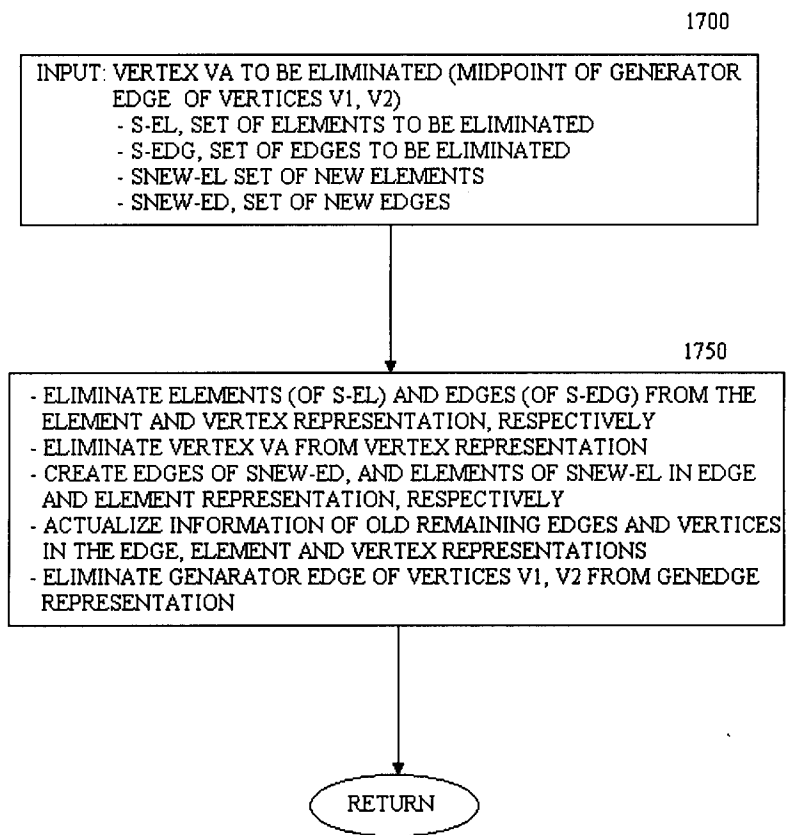 1700
INPUT: VERTEX VA TO BE ELIMINATED (MIDPOINT OF GENERATOR
EDGE OF VERTICES V1, V2)
- S-EL, SET OF ELEMENTS TO BE ELIMINATED
- S-EDG, SET OF EDGES TO BE ELIMINATED
- SNEW-EL SET OF NEW ELEMENTS
- SNEW-ED, SET OF NEW EDGES
1750
- ELIMINATE ELEMENTS (OF S-EL) AND EDGES (OF S-EDG) FROM THE
ELEMENT AND VERTEX REPRESENTATION, RESPECTIVELY
- ELIMINATE VERTEX VA FROM VERTEX REPRESENTATION
- CREATE EDGES OF SNEW-ED, AND ELEMENTS OF SNEW-EL IN EDGE
AND ELEMENT REPRESENTATION, RESPECTIVELY
- ACTUALIZE INFORMATION OF OLD REMAINING EDGES AND VERTICES
IN THE EDGE, ELEMENT AND VERTEX REPRESENTATIONS
- ELIMINATE GENARATOR EDGE OF VERTICES V1, V2 FROM GENEDGE
REPRESENTATION
RETURN